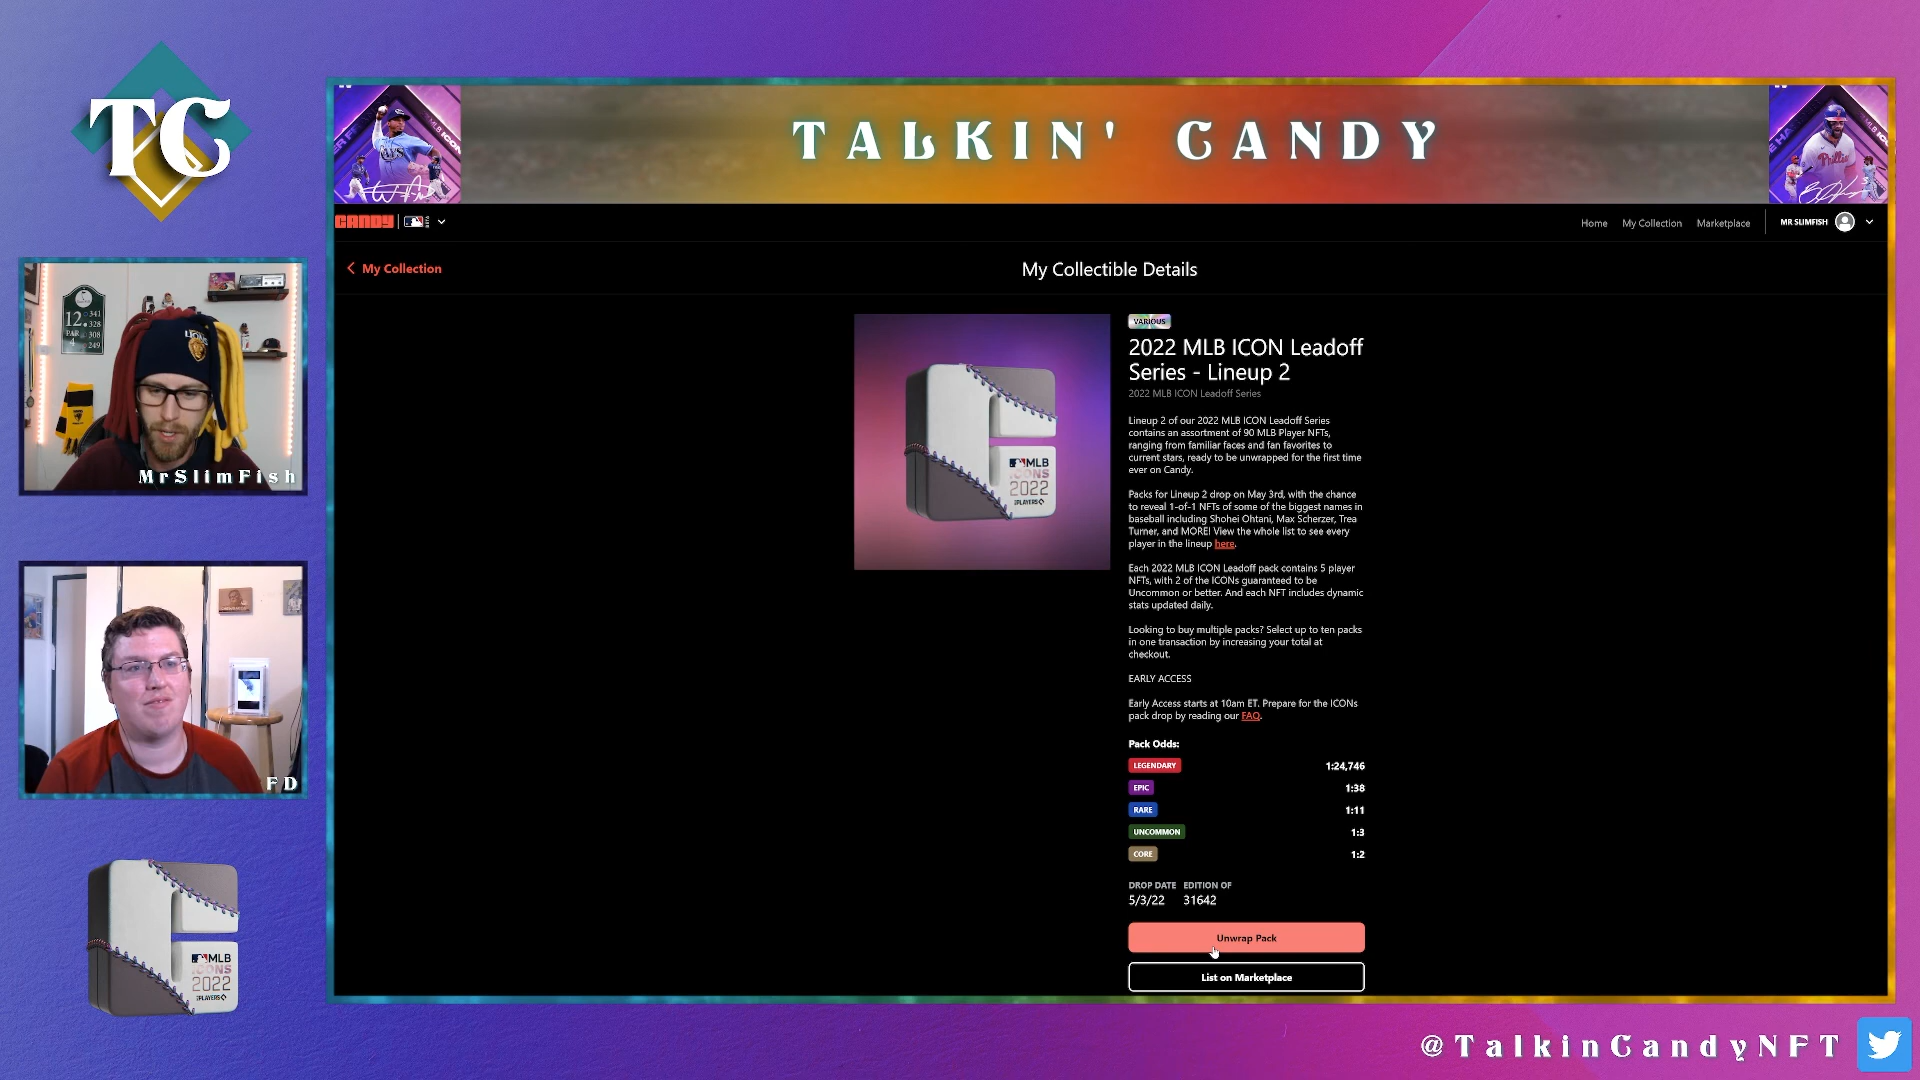 TC
TALKIN' CANDY
CANDY
Home
My Collection
Marketplace
MR SLIMFISH
My Collection
My Collectible Details
12
341
328
PAR
308
4
249
LIONS
MrSlimFish
FD
MLB
ICONS
2022
PLAYERS
VARIOUS
2022 MLB ICON Leadoff
Series - Lineup 2
2022 MLB ICON Leadoff Series
Lineup 2 of our 2022 MLB ICON Leadoff Series
contains an assortment of 90 MLB Player NFTs,
ranging from familiar faces and fan favorites to
current stars, ready to be unwrapped for the first time
ever on Candy.
Packs for Lineup 2 drop on May 3rd, with the chance
to reveal 1-of-1 NFTs of some of the biggest names in
baseball including Shohei Ohtani, Max Scherzer, Trea
Turner, and MORE! View the whole list to see every
player in the lineup here.
Each 2022 MLB ICON Leadoff pack contains 5 player
NFTs, with 2 of the ICONs guaranteed to be
Uncommon or better. And each NFT includes dynamic
stats updated daily.
Looking to buy multiple packs? Select up to ten packs
in one transaction by increasing your total at
checkout.
EARLY ACCESS
Early Access starts at 10am ET. Prepare for the ICONs
pack drop by reading our FAQ.
Pack Odds:
LEGENDARY 1:24,746
EPIC 1:38
RARE 1:11
UNCOMMON 1:3
CORE 1:2
DROP DATE EDITION OF
5/3/22 31642
Unwrap Pack
List on Marketplace
MLB
ICONS
2022
PLAYERS
@TalkinCandyNFT